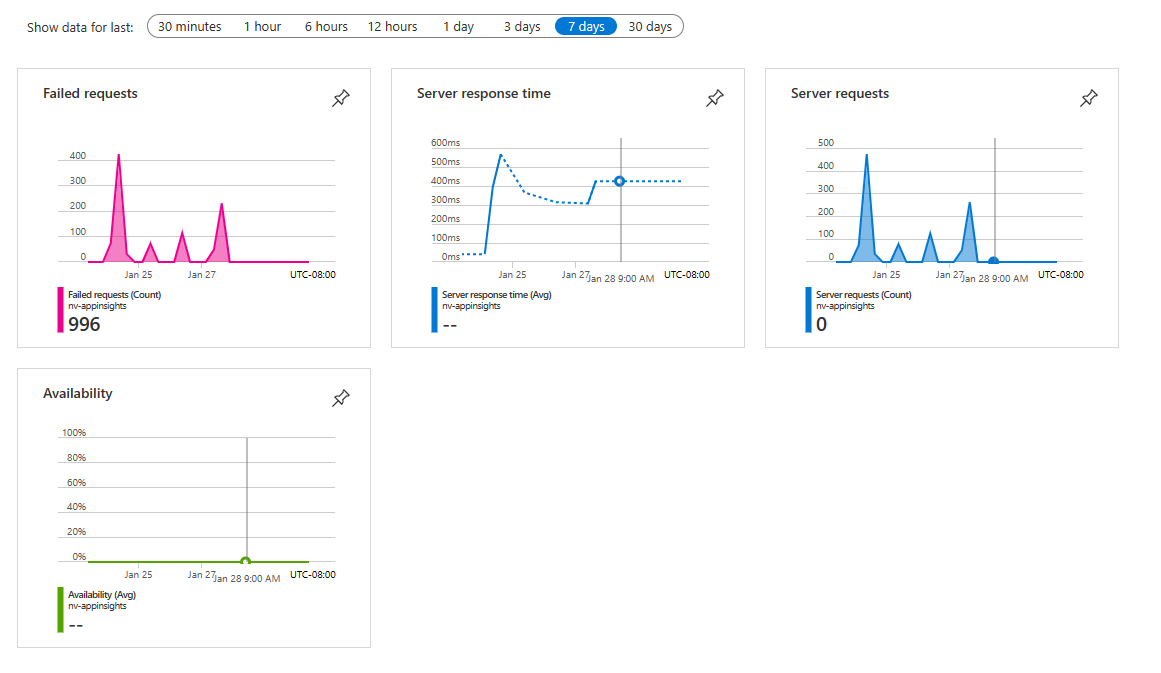 Show data for last: 30 minutes 1 hour 6 hours 12 hours 1 day 3 days 7 days 30 days
Failed requests
400
300
200
100
0
Jan 25 Jan 27 UTC-08:00
Failed requests (Count)
nv-appinsights
996
Server response time
600ms
500ms
400ms
300ms
200ms
100ms
0ms
Jan 25 Jan 27 Jan 28 9:00 AM UTC-08:00
Server response time (Avg)
nv-appinsights
--
Server requests
500
400
300
200
100
0
Jan 25 Jan 27 Jan 28 9:00 AM UTC-08:00
Server requests (Count)
nv-appinsights
0
Availability
100%
80%
60%
40%
20%
0%
Jan 25 Jan 27 Jan 28 9:00 AM UTC-08:00
Availability (Avg)
nv-appinsights
--